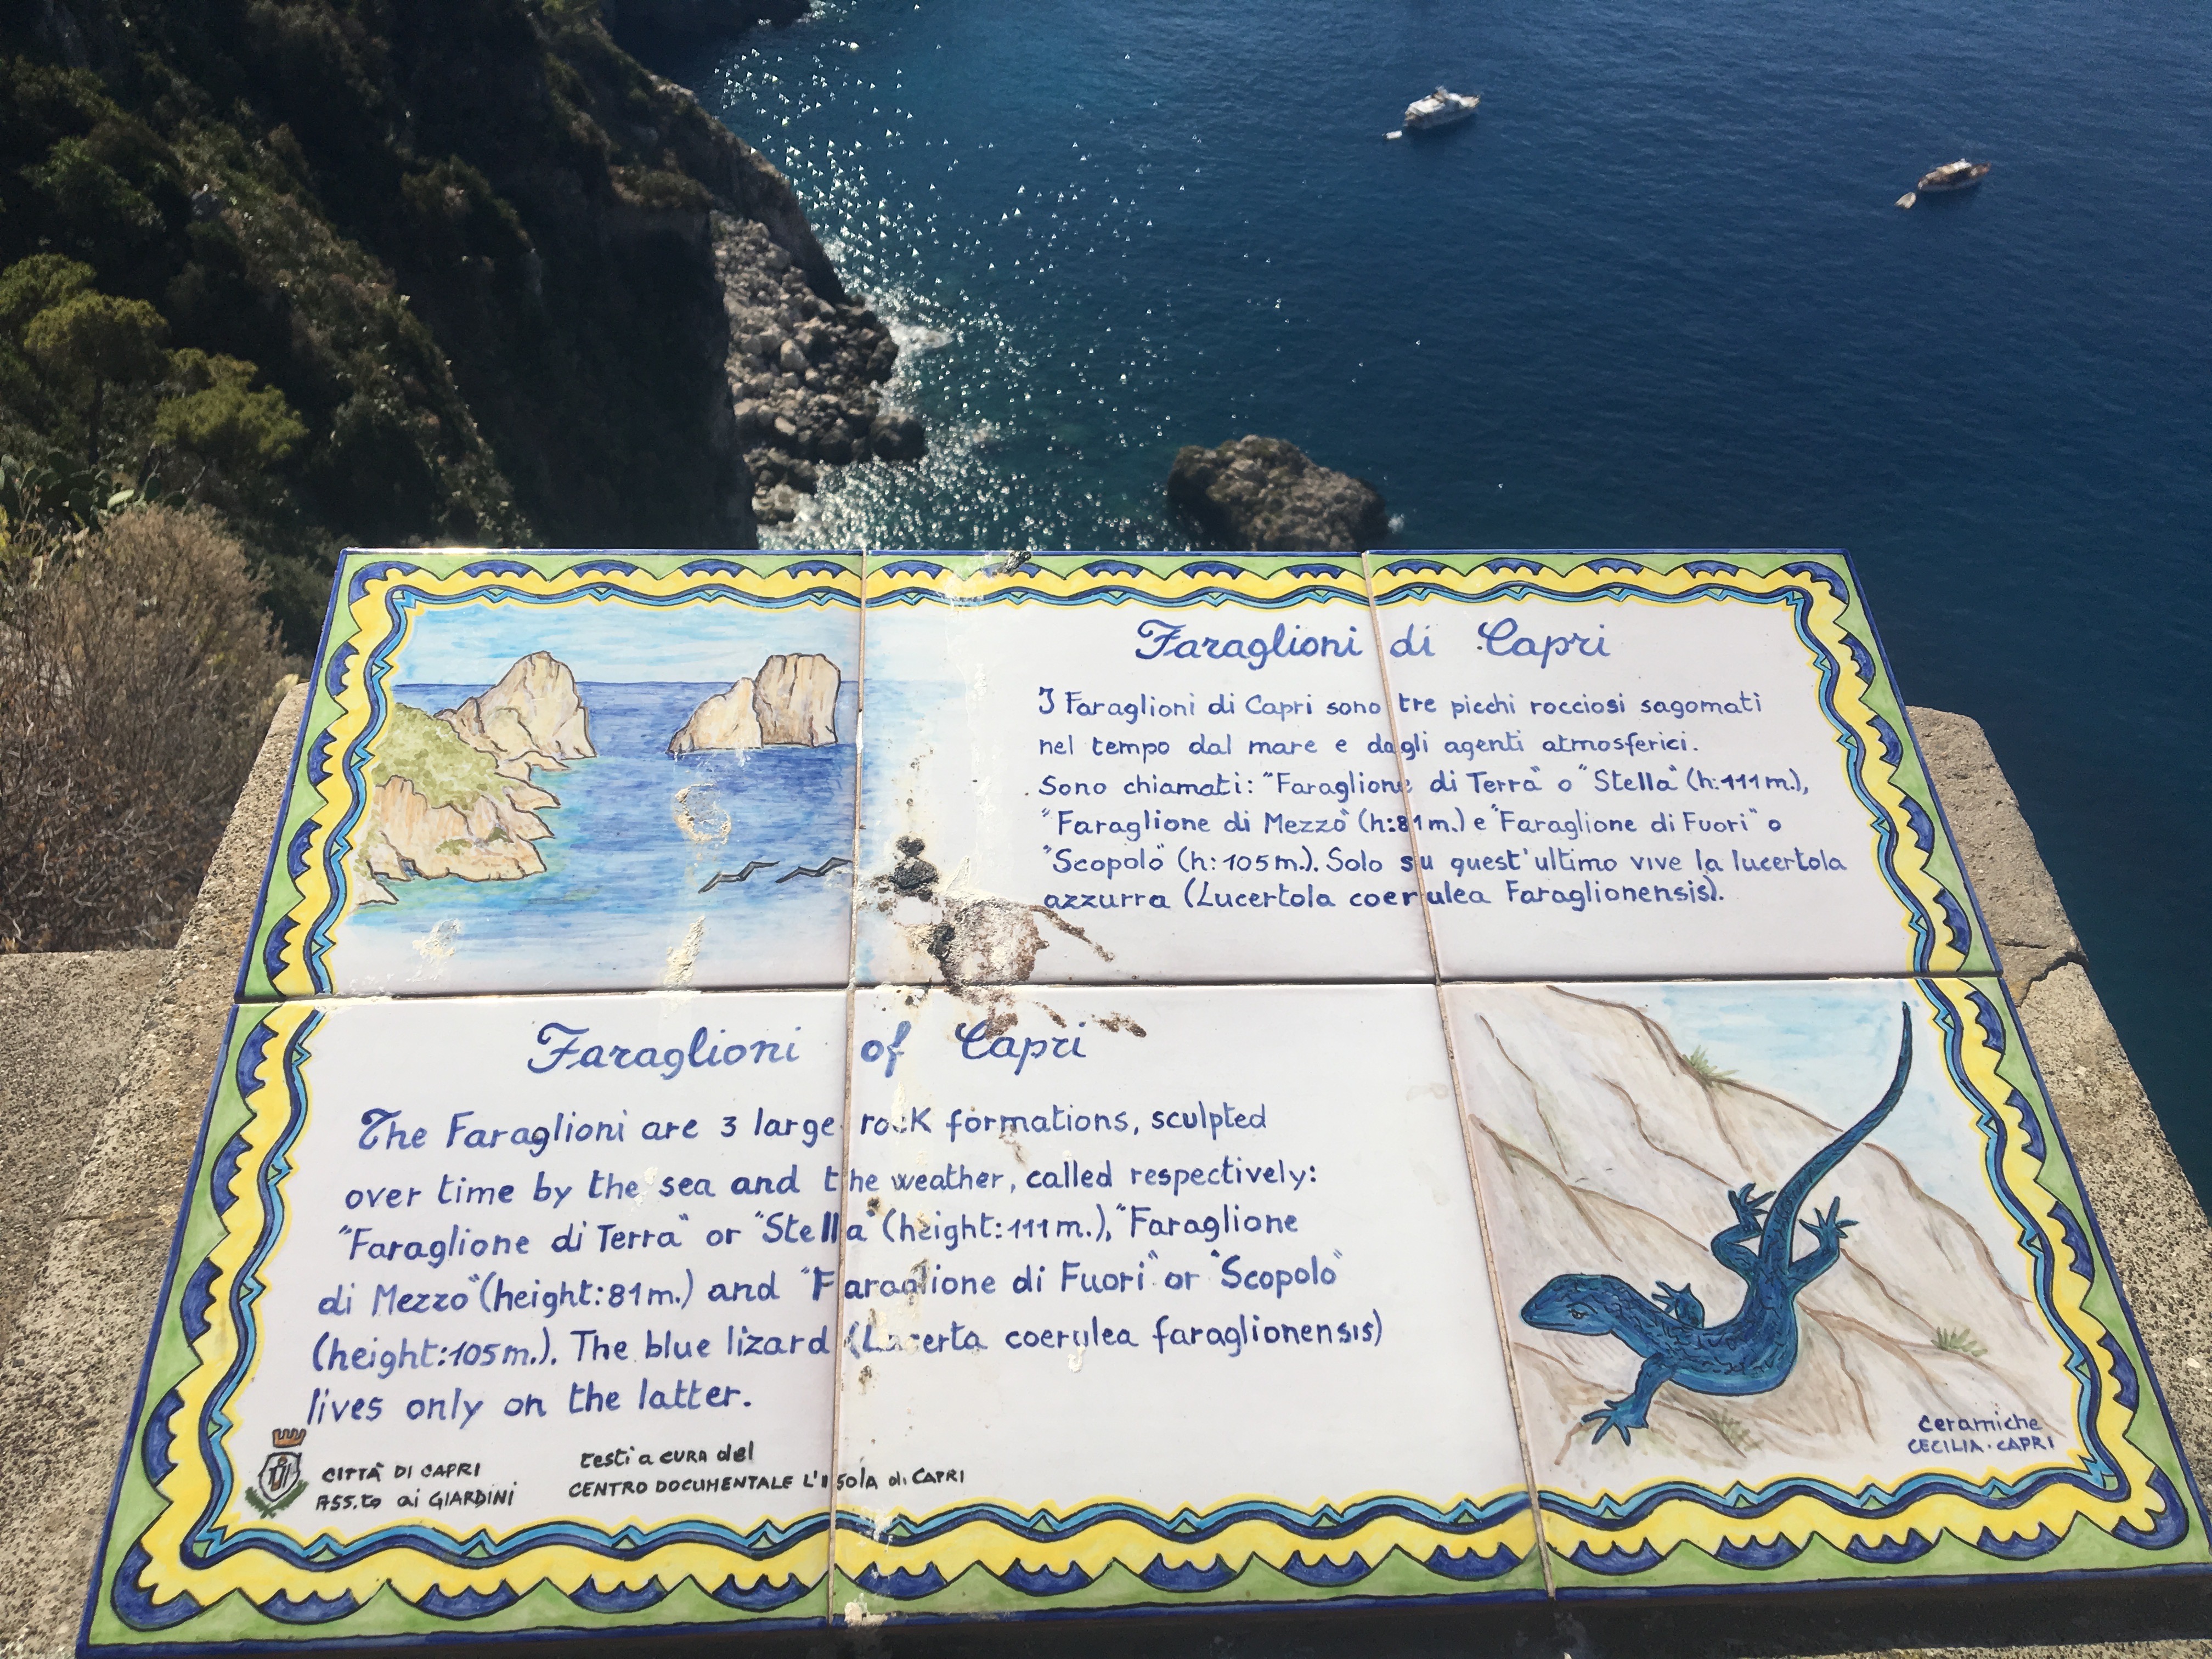 Faraglioni di Capri
I Faraglioni di Capri sono tre picchi rocciosi sagomati
nel tempo dal mare e dagli agenti atmosferici.
Sono chiamati: "Faraglione di Terra" o "Stella" (h:111m.),
"Faraglione di Mezzo" (h:81m.) e "Faraglione di Fuori" o
"Scopolo" (h:105m.). Solo su quest'ultimo vive la lucertola
azzurra (Lucertola coerulea Faraglionensis).
Faraglioni of Capri
The Faraglioni are 3 large rock formations, sculpted
over time by the sea and the weather, called respectively:
"Faraglione di Terra" or "Stella" (height:111m.), "Faraglione
di Mezzo" (height:81m.) and "Faraglione di Fuori" or "Scopolo"
(height:105m.). The blue lizard (Lacerta coerulea faraglionensis)
lives only on the latter.
CITTÀ DI CAPRI
ASS.to ai GIARDINI
testi a CURA del
CENTRO DOCUMENTALE L'ISOLA di CAPRI
Ceramiche
CECILIA·CAPRI